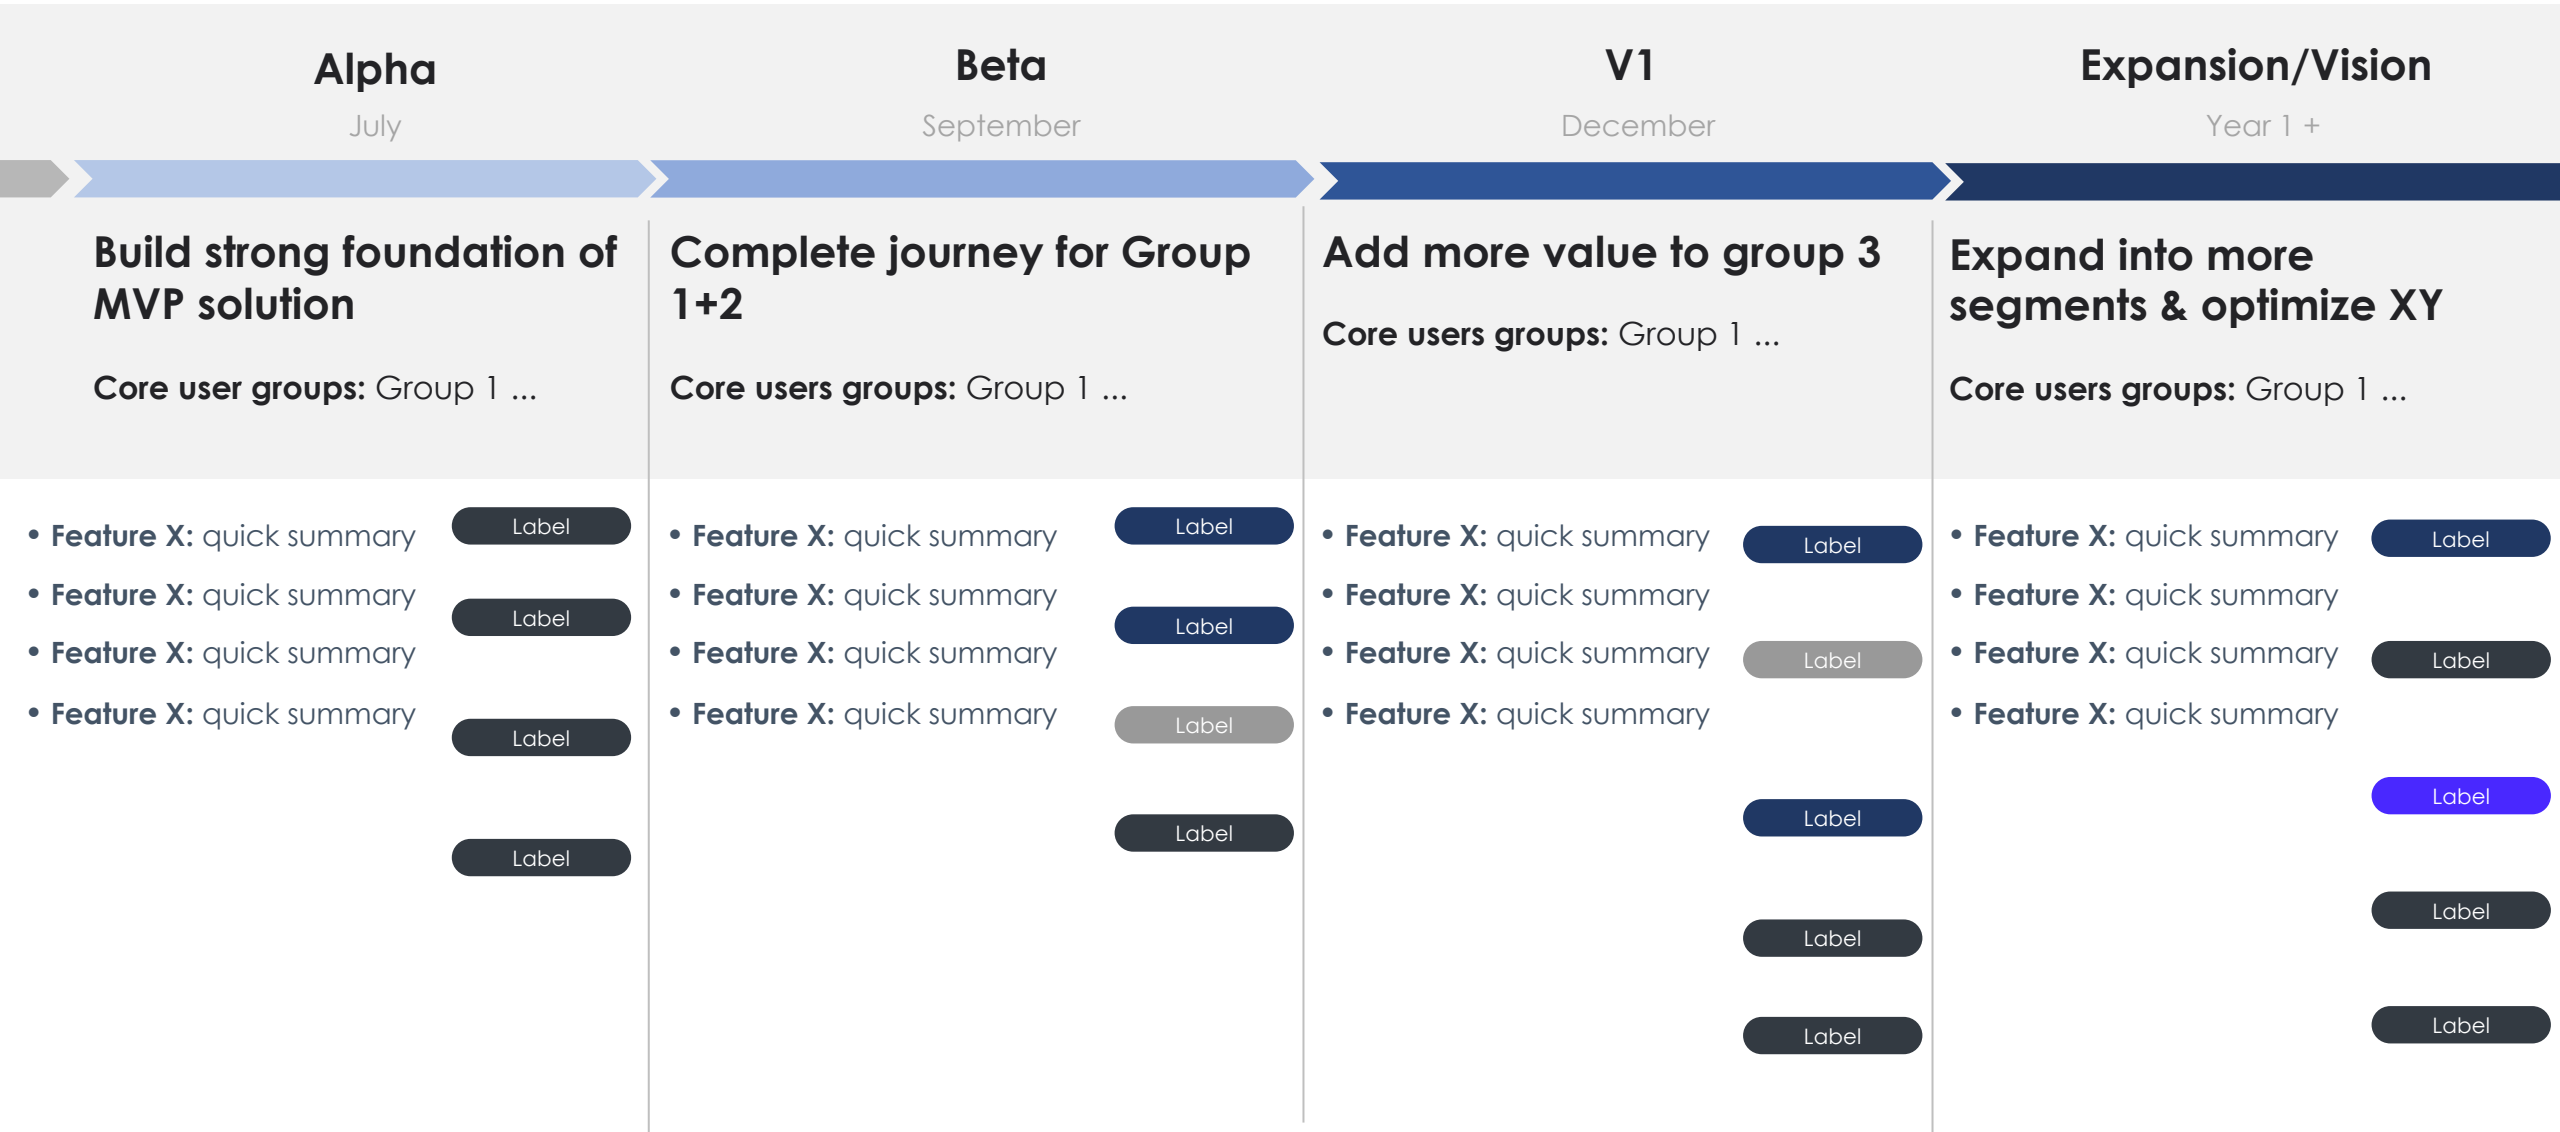 Alpha
July
Beta
September
V1
December
Expansion/Vision
Year 1 +
Build strong foundation of
MVP solution
Core user groups: Group 1 ...
Complete journey for Group
1+2
Core users groups: Group 1 ...
Add more value to group 3
Core users groups: Group 1 ...
Expand into more
segments & optimize XY
Core users groups: Group 1 ...
• Feature X: quick summary
• Feature X: quick summary
• Feature X: quick summary
• Feature X: quick summary
Label
Label
Label
Label
• Feature X: quick summary
• Feature X: quick summary
• Feature X: quick summary
• Feature X: quick summary
Label
Label
Label
Label
• Feature X: quick summary
• Feature X: quick summary
• Feature X: quick summary
• Feature X: quick summary
Label
Label
Label
Label
Label
• Feature X: quick summary
• Feature X: quick summary
• Feature X: quick summary
• Feature X: quick summary
Label
Label
Label
Label
Label